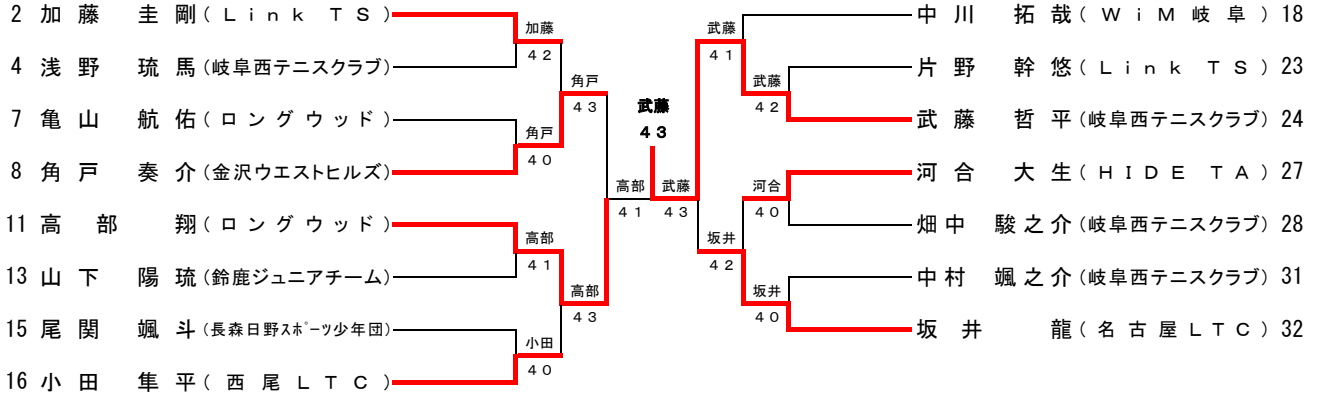 2 加藤 圭剛(Link TS)
4 浅野 琉馬(岐阜西テニスクラブ)
7 亀山 航佑(ロングウッド)
8 角戸 奏介(金沢ウエストヒルズ)
11 高部 翔(ロングウッド)
13 山下 陽琉(鈴鹿ジュニアチーム)
15 尾関 颯斗(長森日野スポーツ少年団)
16 小田 隼平(西尾LTC)
加藤
42
角戸
40
高部
41
小田
40
角戸
43
高部
43
高部
41
武藤
43
武藤
43
武藤
41
坂井
42
武藤
42
河合
40
坂井
40
中川 拓哉(WiM岐阜) 18
片野 幹悠(Link TS) 23
武藤 哲平(岐阜西テニスクラブ) 24
河合 大生(HIDE TA) 27
畑中 駿之介(岐阜西テニスクラブ) 28
中村 颯之介(岐阜西テニスクラブ) 31
坂井 龍(名古屋LTC) 32